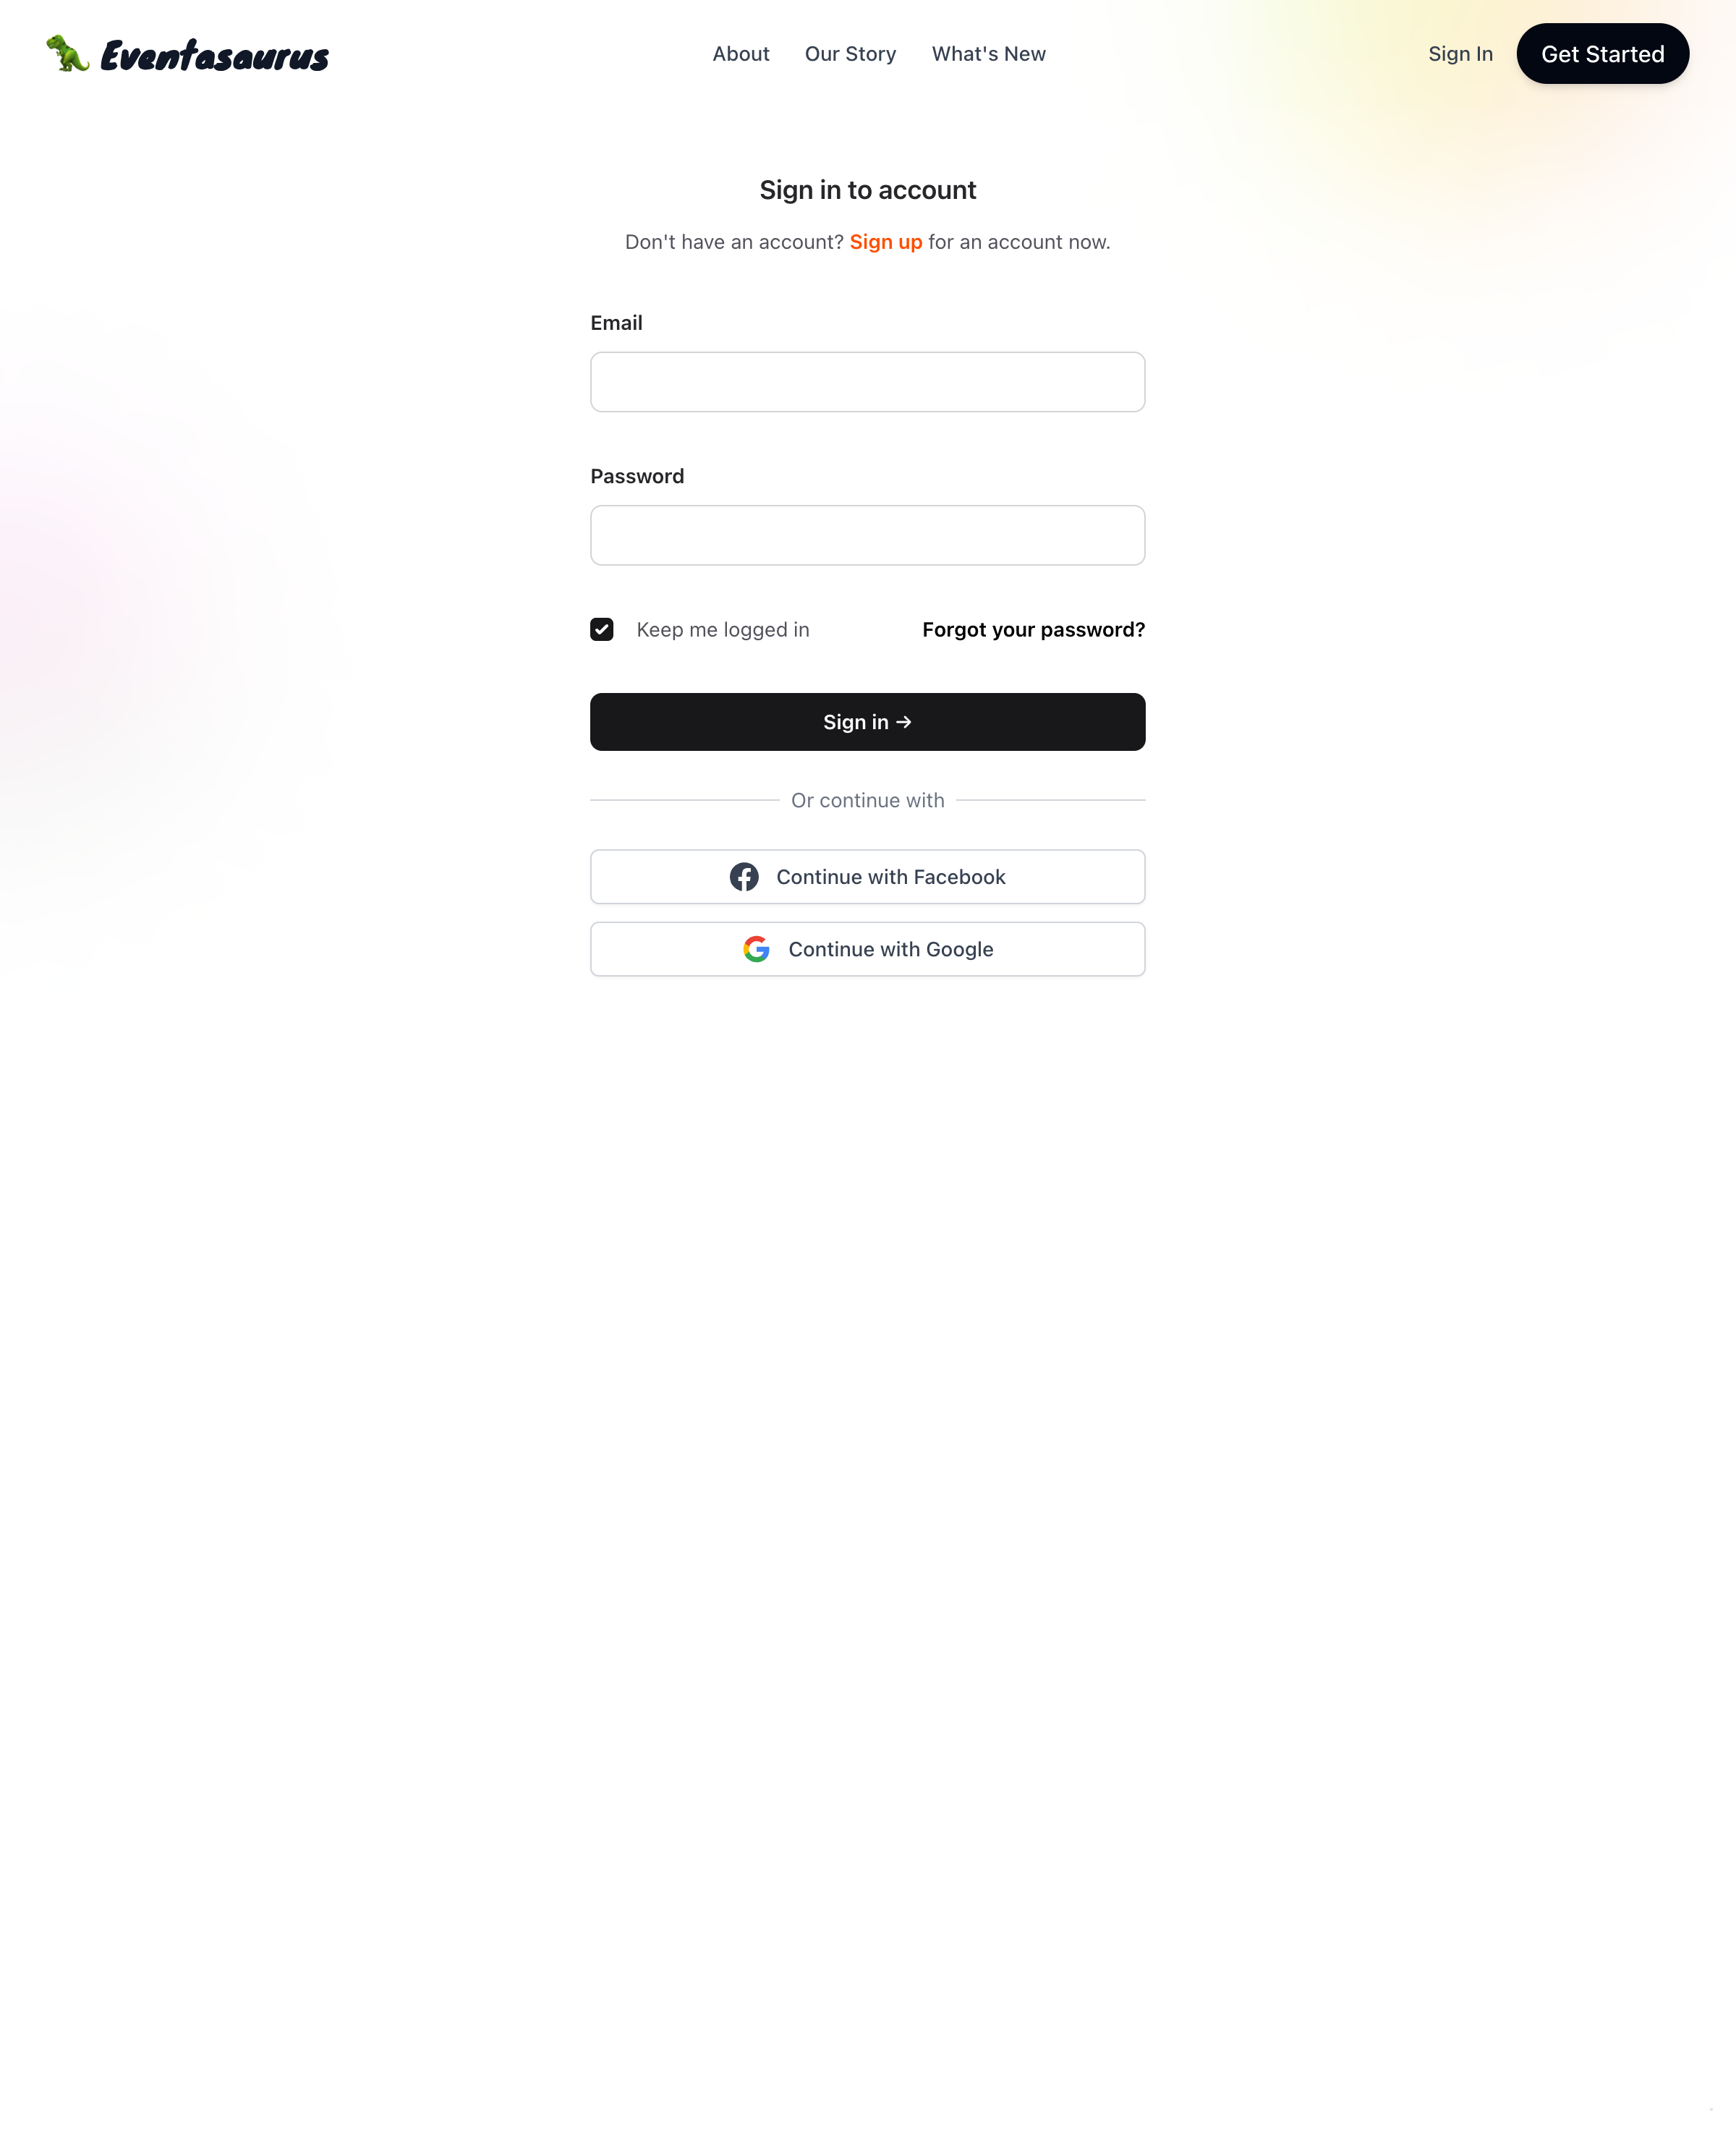 Eventasaurus
About
Our Story
What's New
Sign In
Get Started
Sign in to account
Don't have an account? Sign up for an account now.
Email
Password
Keep me logged in
Forgot your password?
Sign in →
Or continue with
Continue with Facebook
Continue with Google